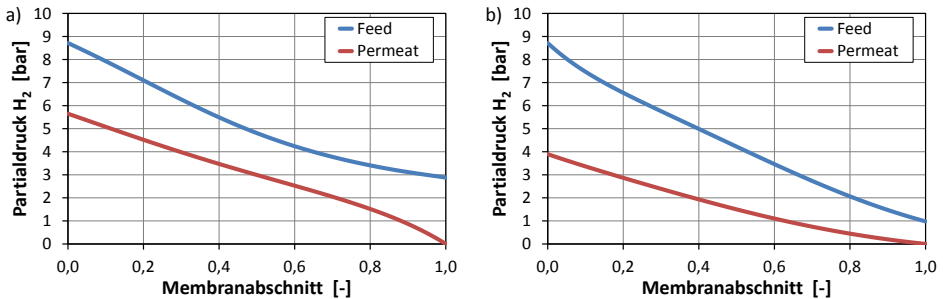 a)
Partialdruck H2 [bar]
10
9
8
7
6
5
4
3
2
1
0
Feed
Permeat
0,0 0,2 0,4 0,6 0,8 1,0
Membranabschnitt [-]
b)
Partialdruck H2 [bar]
10
9
8
7
6
5
4
3
2
1
0
Feed
Permeat
0,0 0,2 0,4 0,6 0,8 1,0
Membranabschnitt [-]